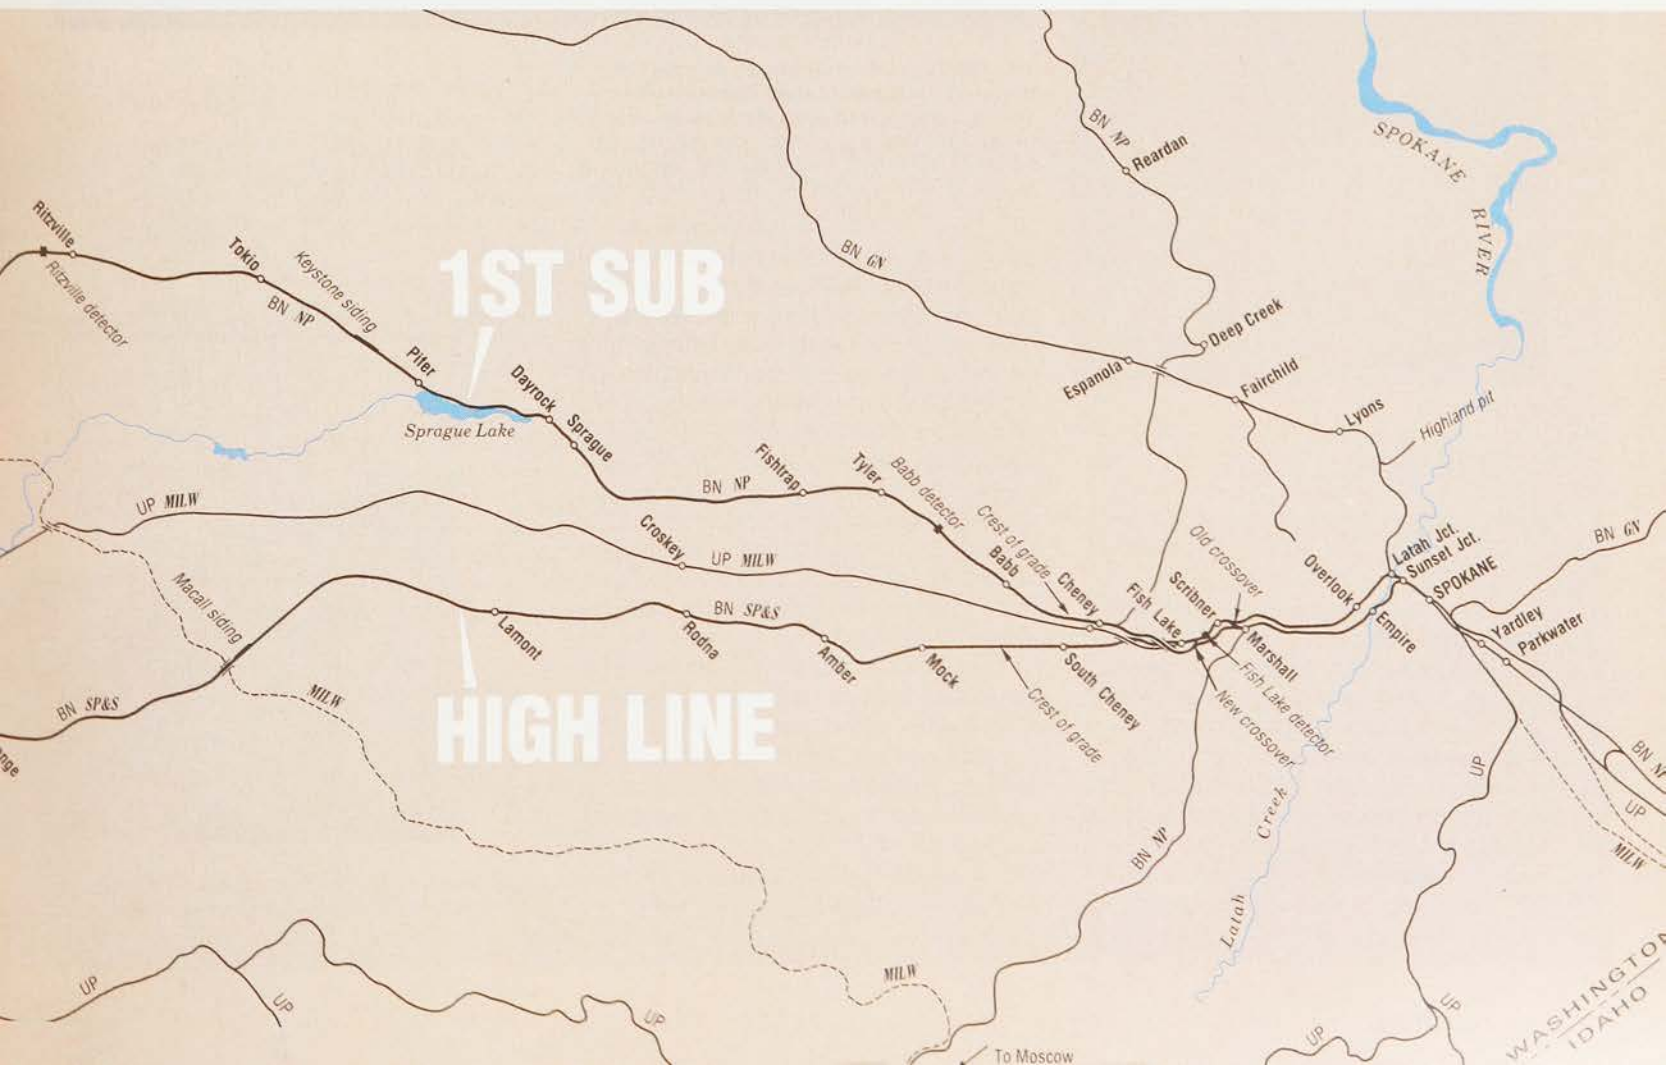 BN NP
Reardan
SPOKANE
RIVER
Ritzville
Ritzville detector
Tokio
BN NP
Keystone siding
1ST SUB
BN GN
Deep Creek
Espanola
Fairchild
Lyons
Highland pit
Pifer
Sprague Lake
Dayrock
Sprague
BN NP
Fishtrap
Tyler
Babb detector
Babb
Crest of grade
Cheney
Fish Lake
Scribner
Old crossover
Overlook
Latah Jct.
Sunset Jct.
SPOKANE
BN GN
Yardley
Parkwater
Empire
Marshall
Fish Lake detector
New crossover
UP MILW
Croskey
UP MILW
Macall siding
Lamont
Rodna
BN SP&S
Amber
Mock
South Cheney
Crest of grade
HIGH LINE
BN SP&S
MILW
nge
BN NP
Latah Creek
UP
BN NP
UP
MILW
UP
UP
MILW
UP
UP
UP
To Moscow
WASHINGTON
IDAHO